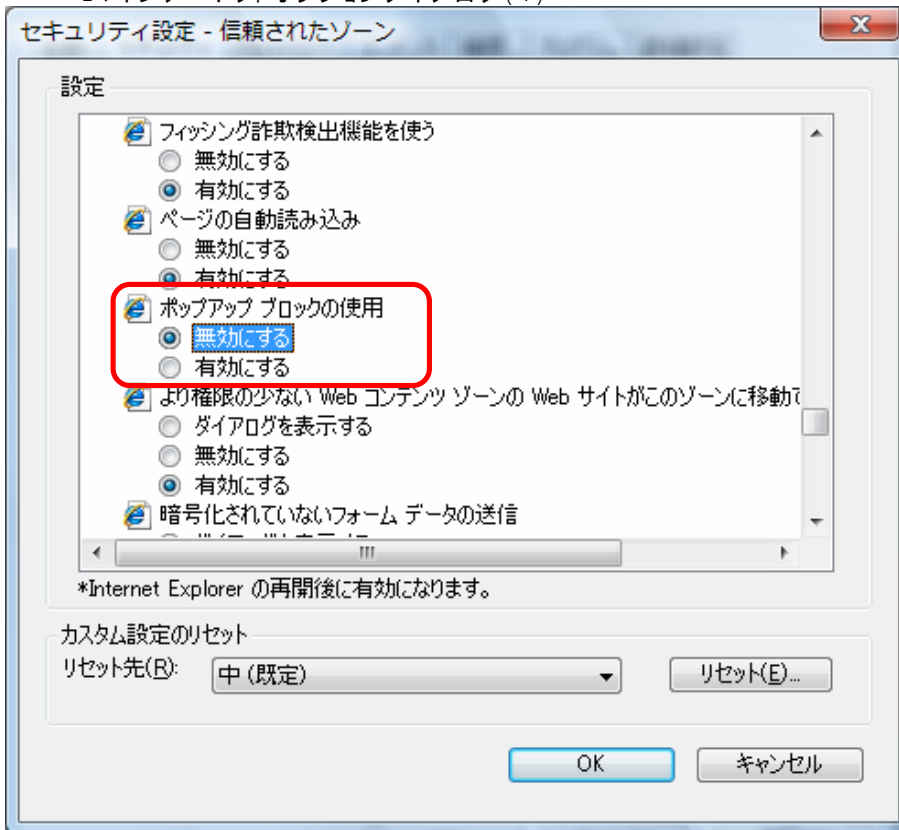 セキュリティ設定 - 信頼されたゾーン
設定
フィッシング詐欺検出機能を使う
無効にする
有効にする
ページの自動読み込み
無効にする
有効にする
ポップアップ ブロックの使用
無効にする
有効にする
より権限の少ない Web コンテンツ ゾーンの Web サイトがこのゾーンに移動で
ダイアログを表示する
無効にする
有効にする
暗号化されていないフォーム データの送信
*Internet Explorer の再開後に有効になります。
カスタム設定のリセット
リセット先(R):
中 (既定)
リセット(E)...
OK
キャンセル